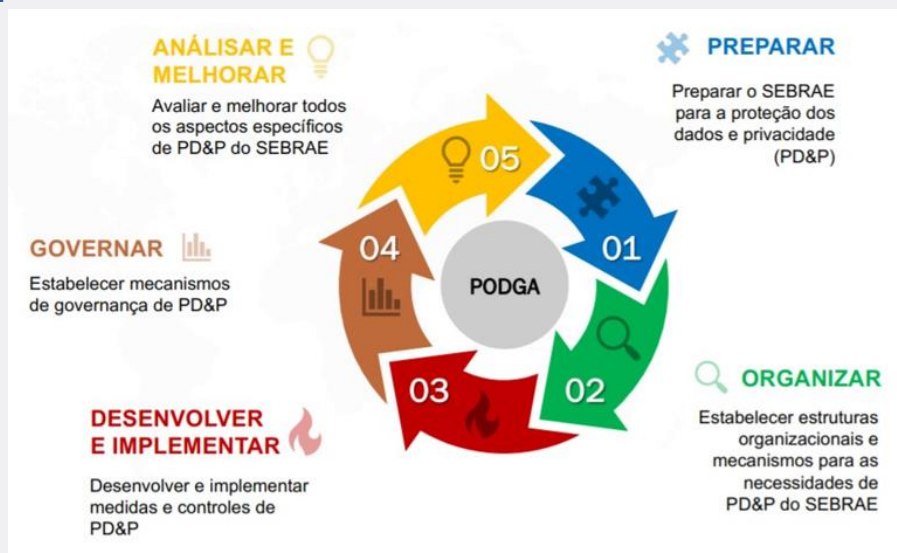 ANÁLISAR E
MELHORAR
Avaliar e melhorar todos
os aspectos específicos
de PD&P do SEBRAE
PREPARAR
Preparar o SEBRAE
para a proteção dos
dados e privacidade
(PD&P)
05
01
GOVERNAR
Estabelecer mecanismos
de governança de PD&P
04
PODGA
03
02
DESENVOLVER
E IMPLEMENTAR
Desenvolver e implementar
medidas e controles de
PD&P
ORGANIZAR
Estabelecer estruturas
organizacionais e
mecanismos para as
necessidades de
PD&P do SEBRAE